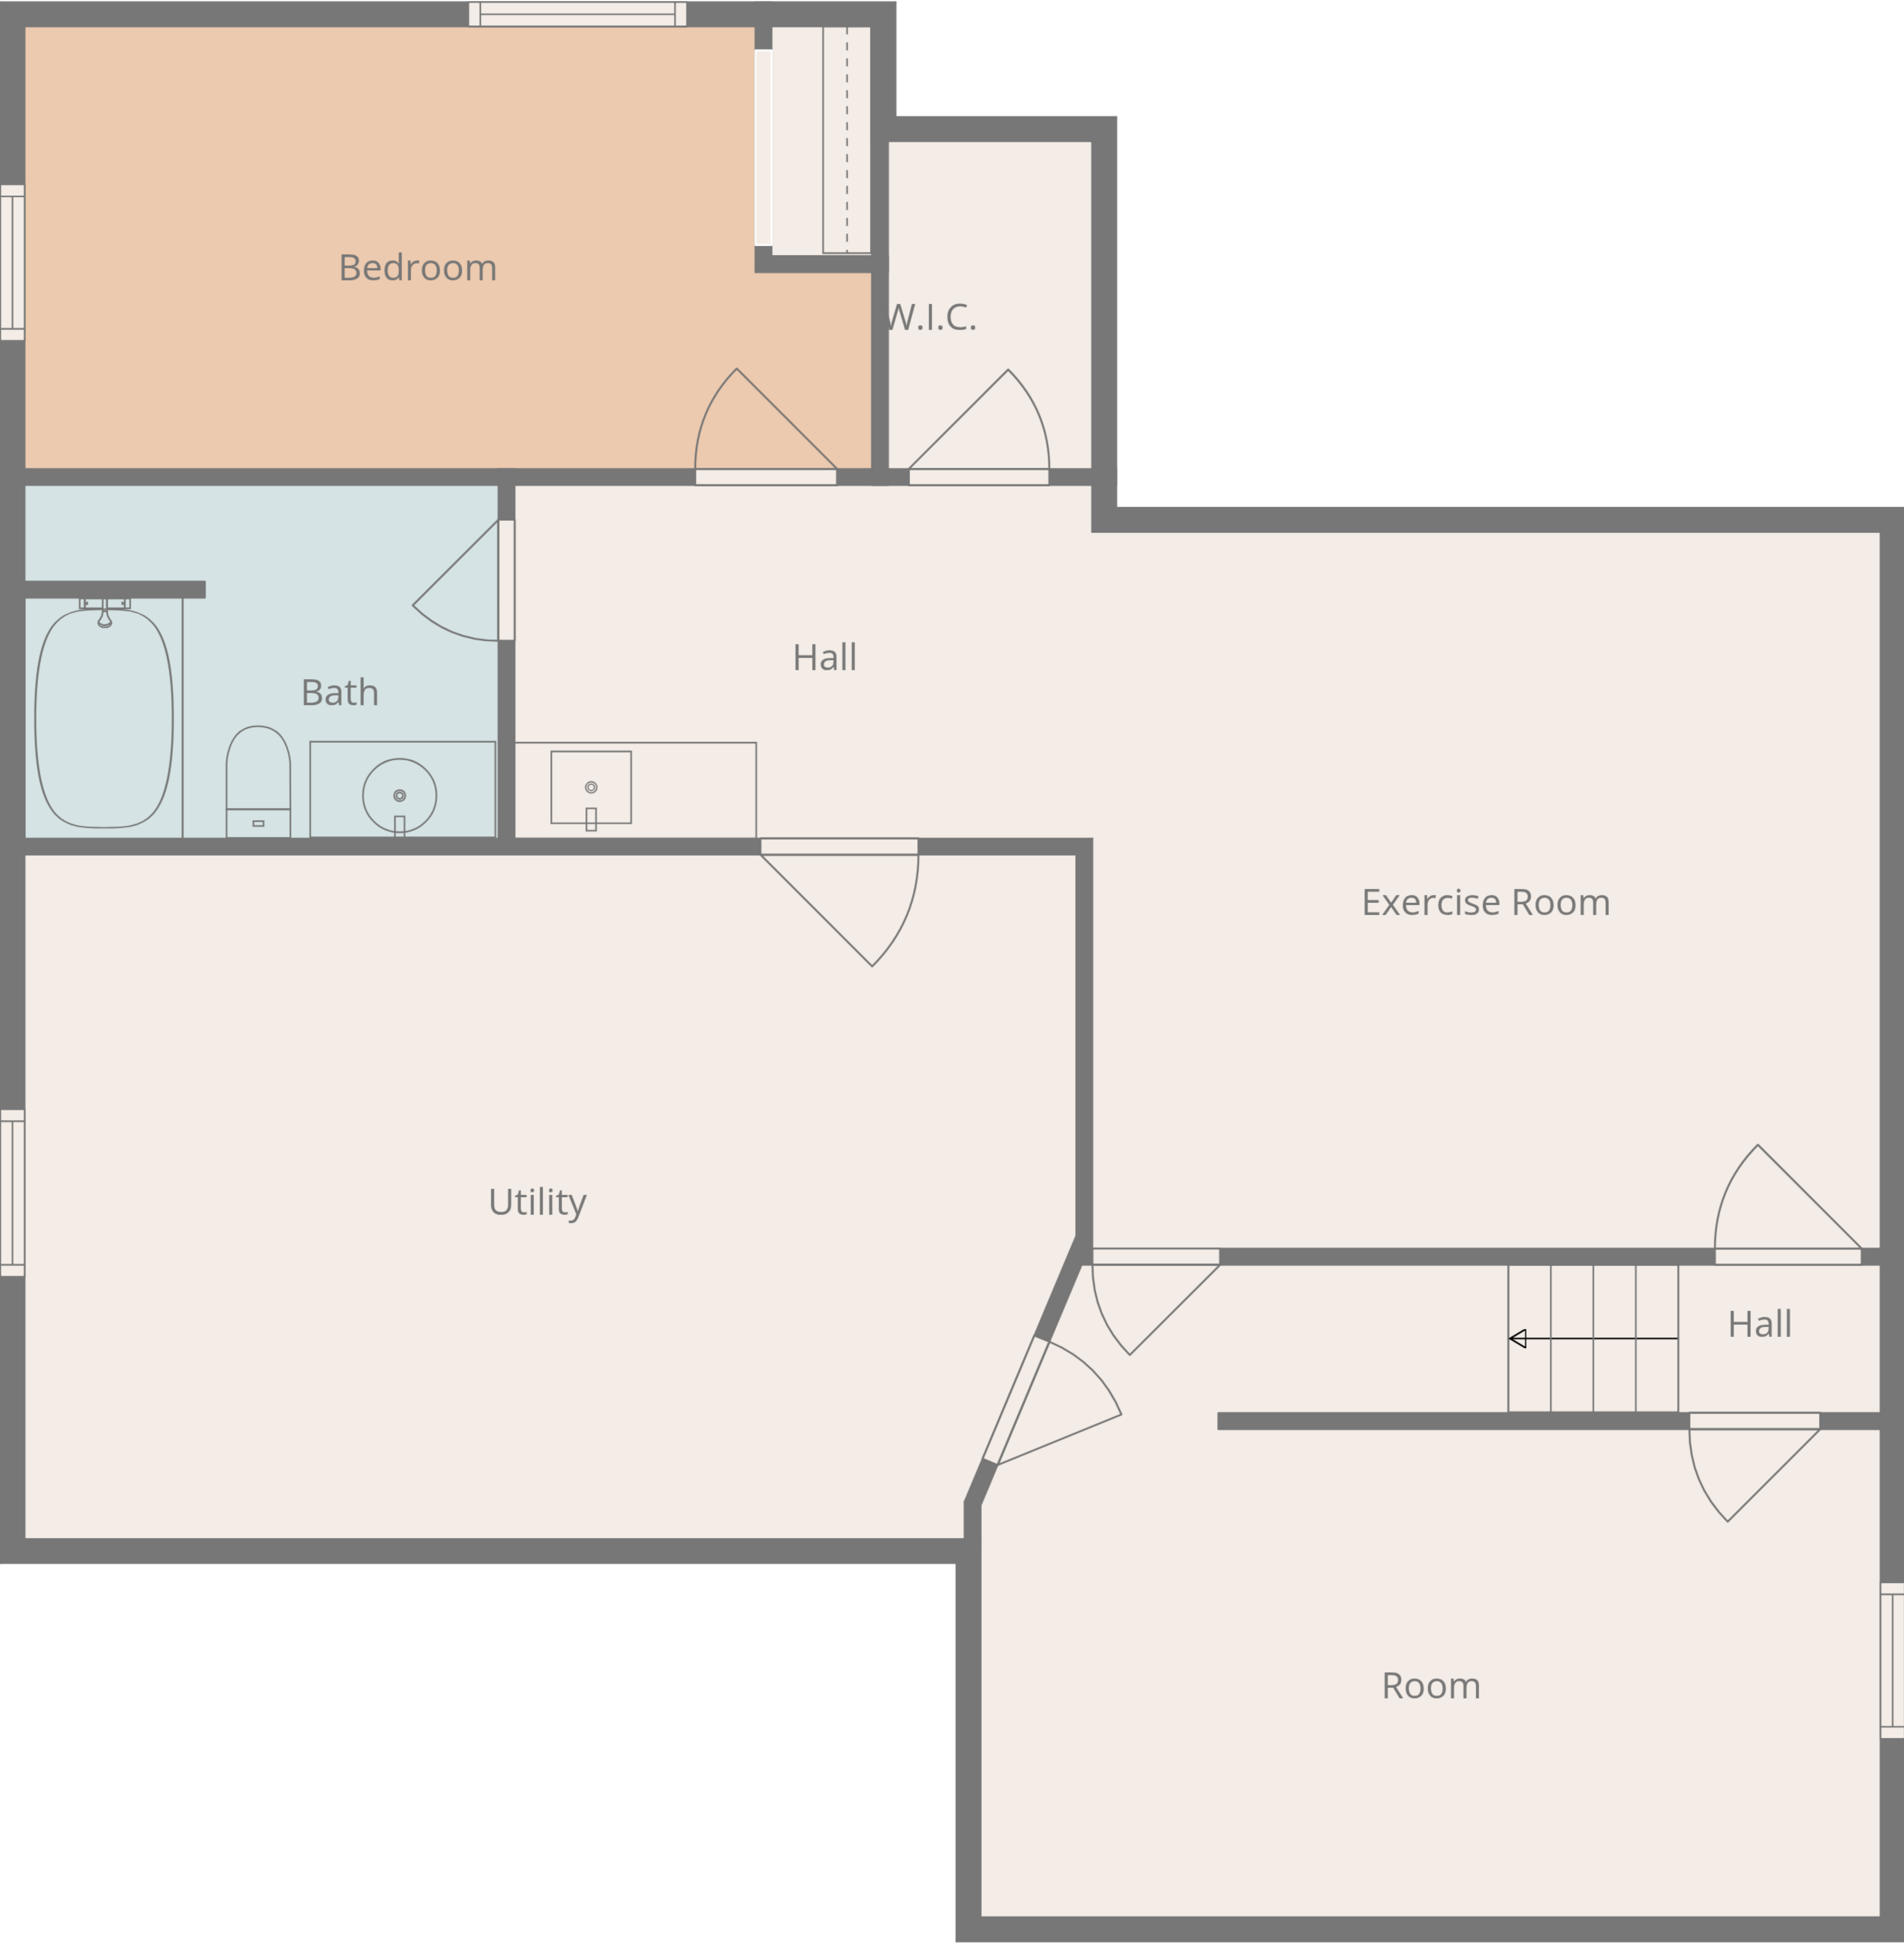 Bedroom
W.I.C.
Hall
Bath
Exercise Room
Utility
Hall
Room